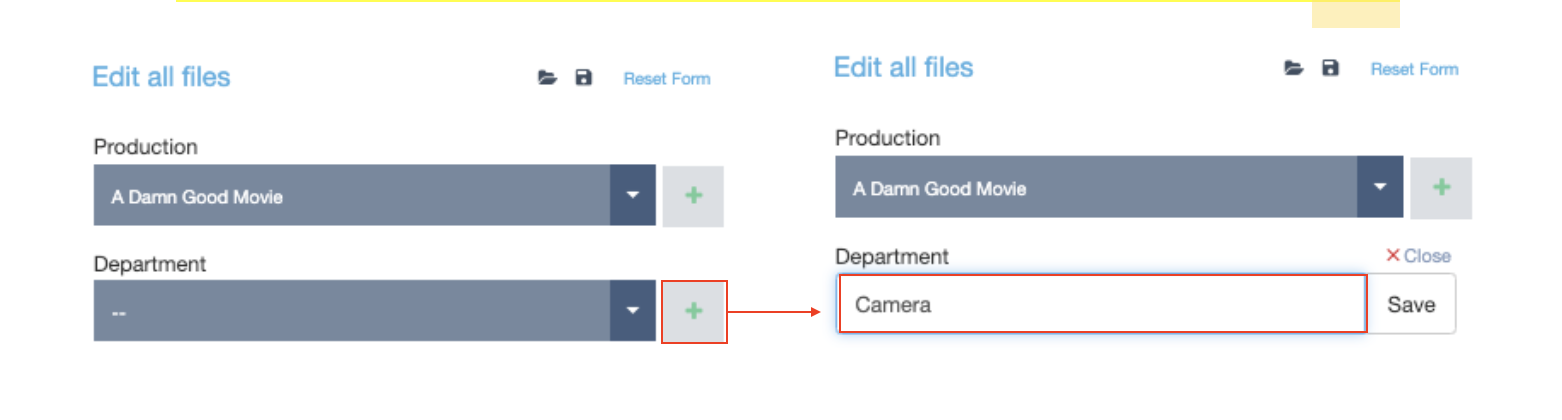 Edit all files
Reset Form
Production
A Damn Good Movie
Department
--
Edit all files
Reset Form
Production
A Damn Good Movie
Department
Close
Camera
Save